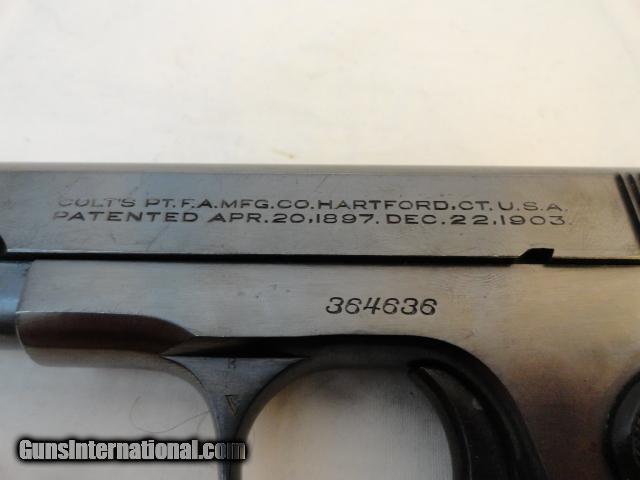 COLT'S PT.F.A.MFG.CO.HARTFORD.CT.U.S.A.
PATENTED APR.20,1897. DEC.22,1903.
364636
GunsInternational.com